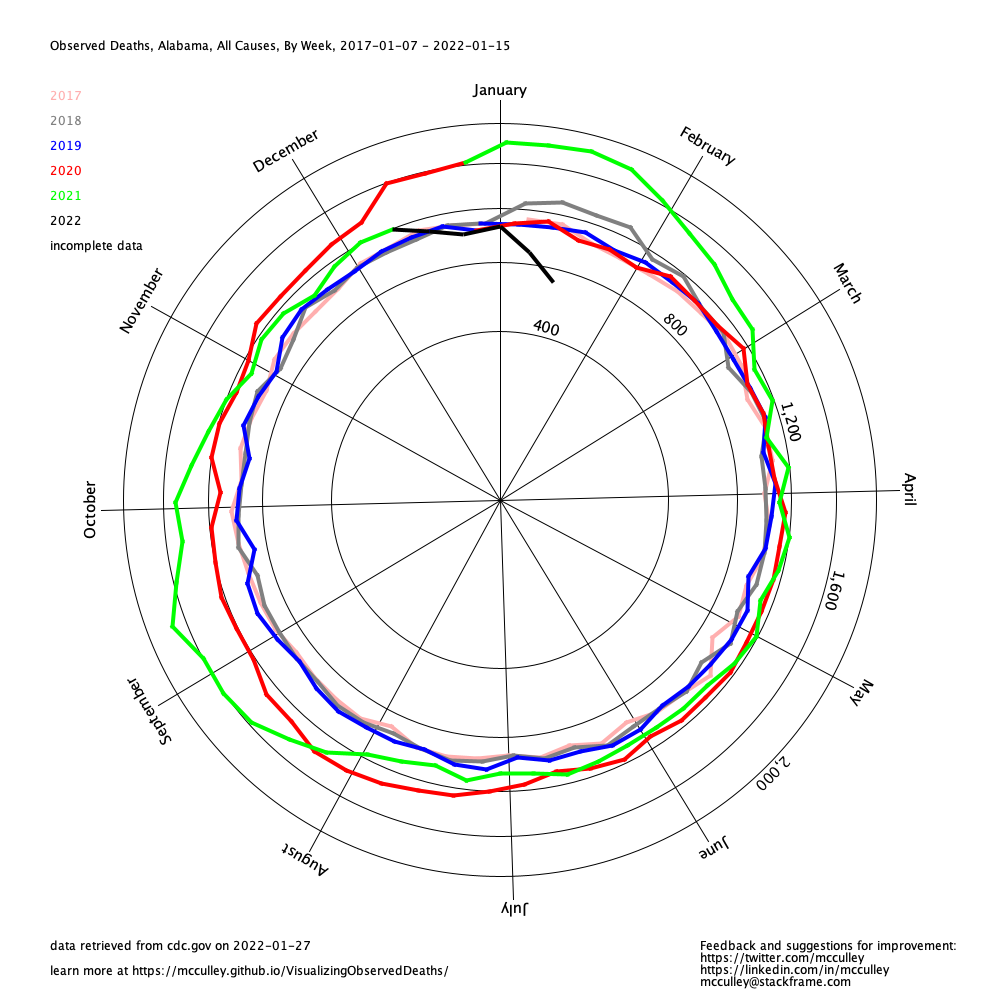 Observed Deaths, Alabama, All Causes, By Week, 2017-01-07 - 2022-01-15
January
2017
2018
2019
2020
2021
2022
incomplete data
December
February
November
March
400
800
1,200
April
October
1,600
May
September
2,000
June
August
July
data retrieved from cdc.gov on 2022-01-27
learn more at https://mcculley.github.io/VisualizingObservedDeaths/
Feedback and suggestions for improvement:
https://twitter.com/mcculley
https://linkedin.com/in/mcculley
mcculley@stackframe.com